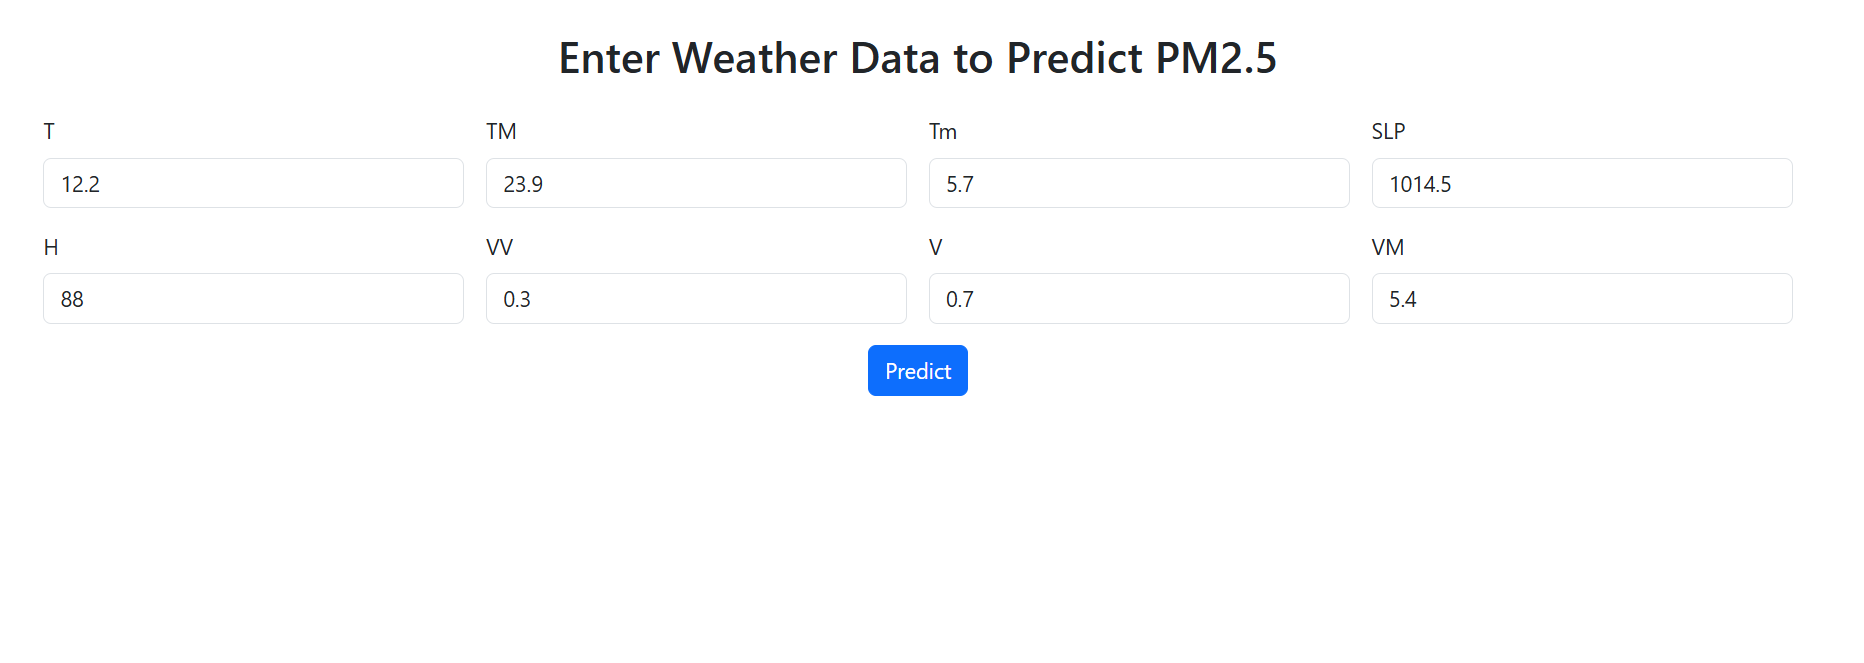 Enter Weather Data to Predict PM2.5
T TM Tm SLP
12.2 23.9 5.7 1014.5
H VV V VM
88 0.3 0.7 5.4
Predict